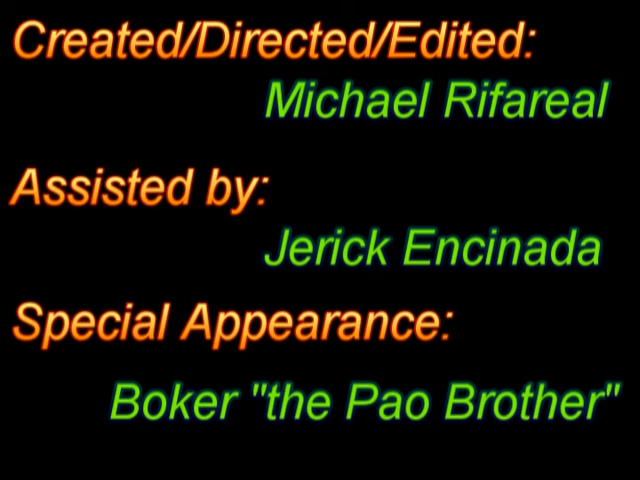 Created/Directed/Edited:
Michael Rifareal
Assisted by:
Jerick Encinada
Special Appearance:
Boker "the Pao Brother"